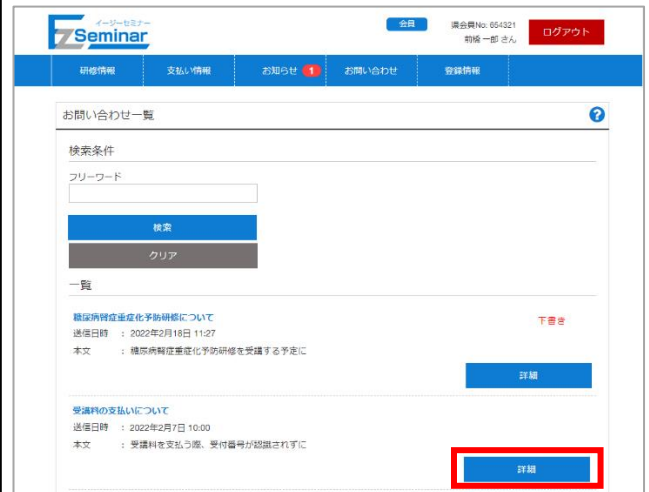 イージーセミナー
EZSeminar
会員
県会員No: 654321
前橋 一郎 さん
ログアウト
研修情報
支払い情報
お知らせ 1
お問い合わせ
登録情報
お問い合わせ一覧
?
検索条件
フリーワード
検索
クリア
一覧
糖尿病腎症重症化予防研修について
下書き
送信日時 : 2022年2月18日 11:27
本文 : 糖尿病腎症重症化予防研修を受講する予定に
詳細
受講料の支払いについて
送信日時 : 2022年2月7日 10:00
本文 : 受講料を支払う際、受付番号が認識されずに
詳細